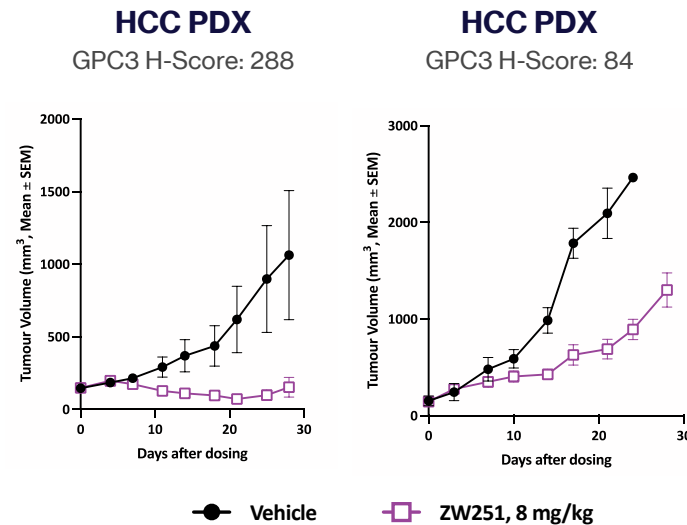 HCC PDX
GPC3 H-Score: 288
Tumour Volume (mm³, Mean ± SEM)
2000
1500
1000
500
0
0 10 20 30
Days after dosing
HCC PDX
GPC3 H-Score: 84
Tumour Volume (mm³, Mean ± SEM)
3000
2000
1000
0
0 10 20 30
Days after dosing
Vehicle ZW251, 8 mg/kg